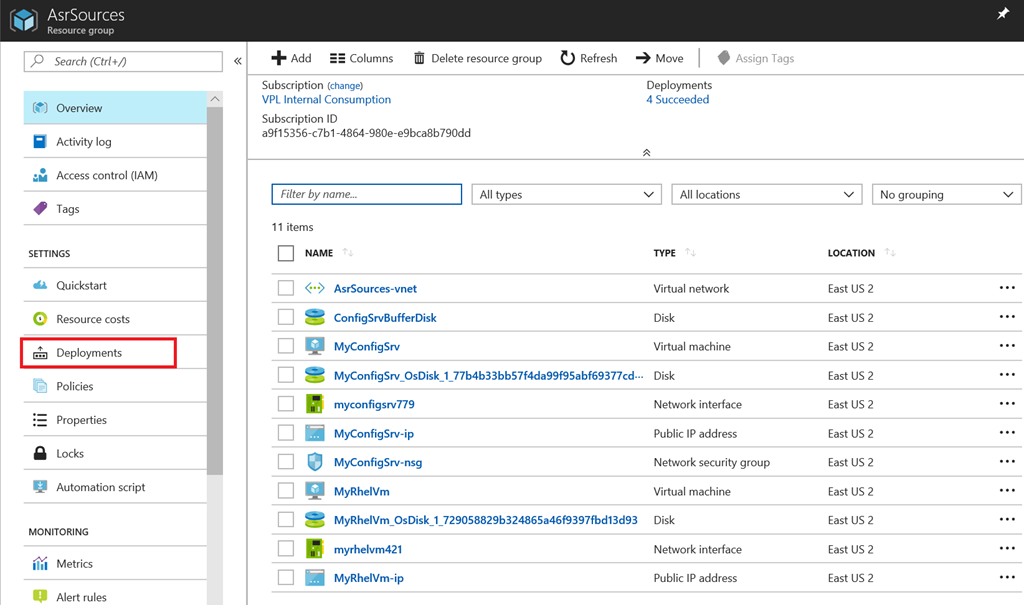 AsrSources
Resource group
Search (Ctrl+/)
«
Overview
Activity log
Access control (IAM)
Tags
SETTINGS
Quickstart
Resource costs
Deployments
Policies
Properties
Locks
Automation script
MONITORING
Metrics
Alert rules
Add Columns Delete resource group Refresh Move Assign Tags
Subscription (change)
VPL Internal Consumption
Subscription ID
a9f15356-c7b1-4864-980e-e9bca8b790dd
Deployments
4 Succeeded
Filter by name... All types All locations No grouping
11 items
NAME TYPE LOCATION
AsrSources-vnet Virtual network East US 2
ConfigSrvBufferDisk Disk East US 2
MyConfigSrv Virtual machine East US 2
MyConfigSrv_OsDisk_1_77b4b33bb57f4da99f95abf69377cd··· Disk East US 2
myconfigsrv779 Network interface East US 2
MyConfigSrv-ip Public IP address East US 2
MyConfigSrv-nsg Network security group East US 2
MyRhelVm Virtual machine East US 2
MyRhelVm_OsDisk_1_729058829b324865a46f9397fbd13d93 Disk East US 2
myrhelvm421 Network interface East US 2
MyRhelVm-ip Public IP address East US 2